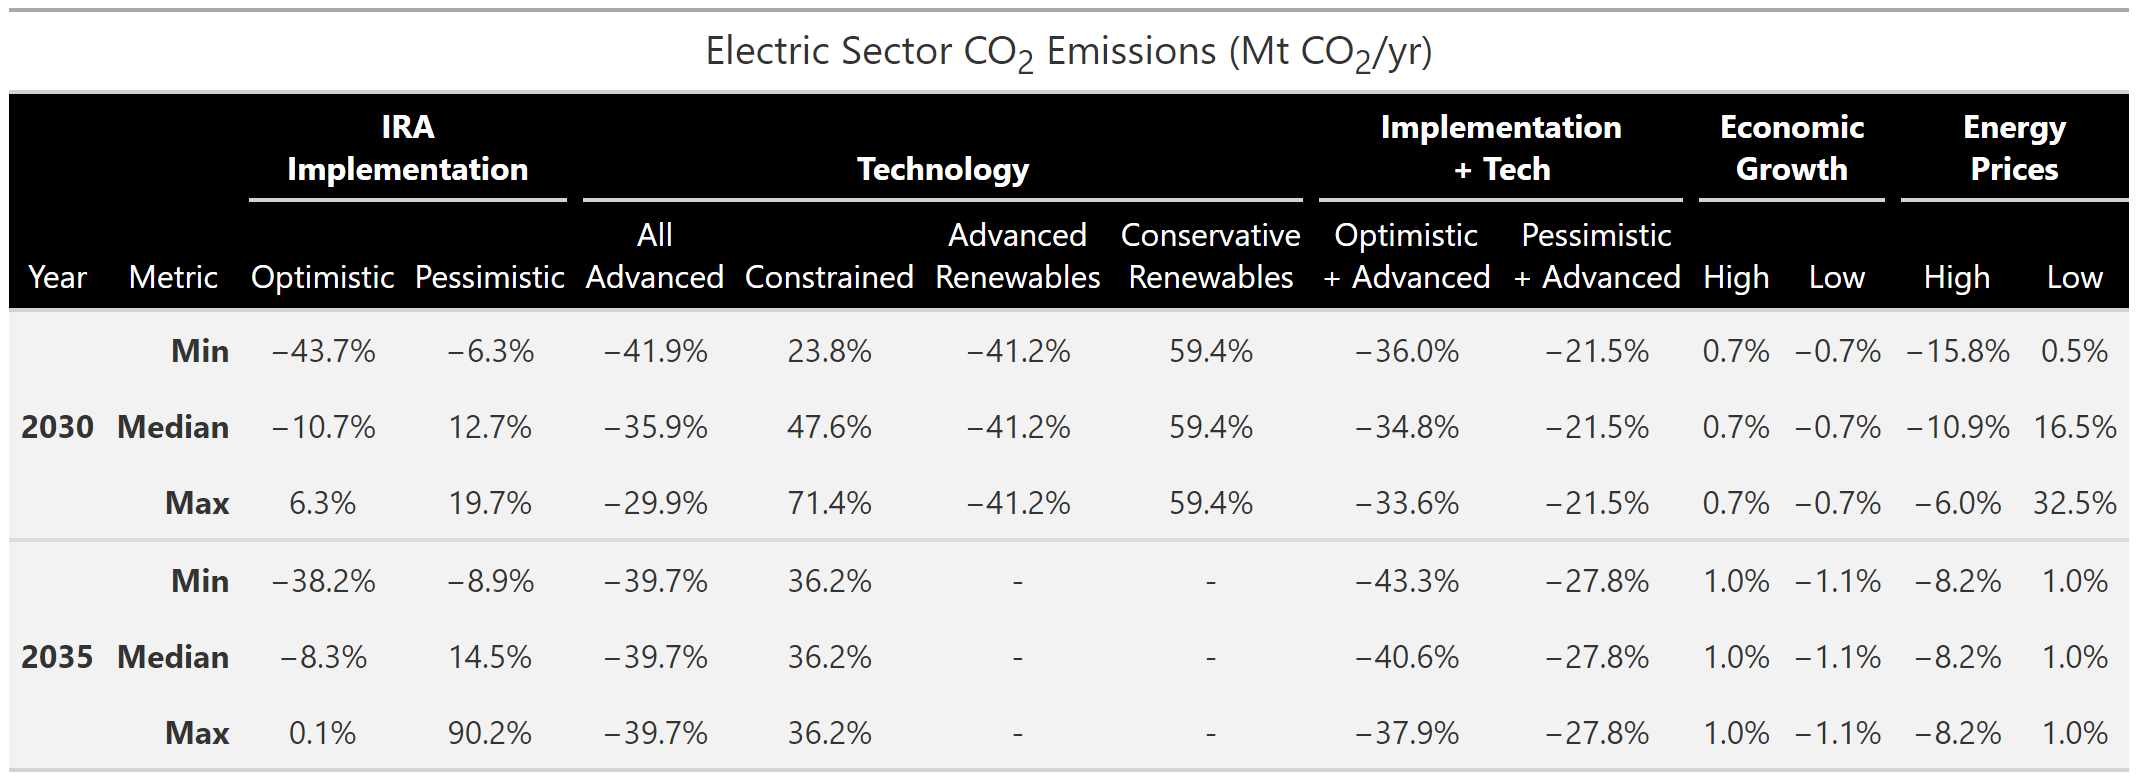 Electric Sector CO₂ Emissions (Mt CO₂/yr)
IRA Implementation Economic Energy
Implementation Technology + Tech Growth Prices
All Advanced Conservative Optimistic Pessimistic
Year Metric Optimistic Pessimistic Advanced Constrained Renewables Renewables + Advanced + Advanced High Low High Low
Min −43.7% −6.3% −41.9% 23.8% −41.2% 59.4% −36.0% −21.5% 0.7% −0.7% −15.8% 0.5%
2030 Median −10.7% 12.7% −35.9% 47.6% −41.2% 59.4% −34.8% −21.5% 0.7% −0.7% −10.9% 16.5%
Max 6.3% 19.7% −29.9% 71.4% −41.2% 59.4% −33.6% −21.5% 0.7% −0.7% −6.0% 32.5%
Min −38.2% −8.9% −39.7% 36.2% - - −43.3% −27.8% 1.0% −1.1% −8.2% 1.0%
2035 Median −8.3% 14.5% −39.7% 36.2% - - −40.6% −27.8% 1.0% −1.1% −8.2% 1.0%
Max 0.1% 90.2% −39.7% 36.2% - - −37.9% −27.8% 1.0% −1.1% −8.2% 1.0%